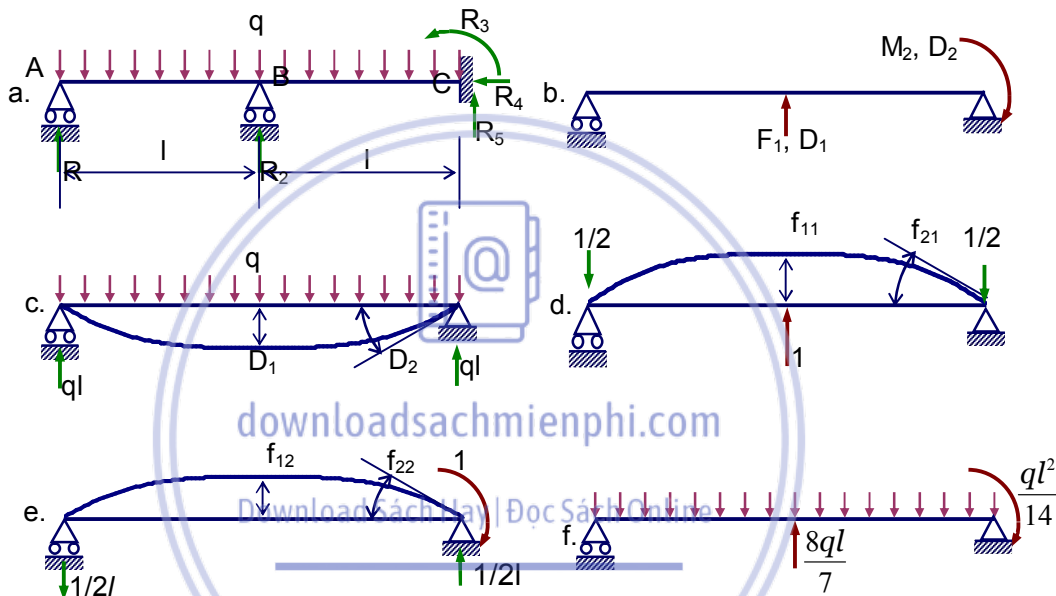 q
R3
A
B
C
a.
R4
R5
R
R2
l
l
M2, D2
b.
F1, D1
q
c.
D1
D2
ql
ql
f11
f21
1/2
1/2
d.
1
@
downloadsachmienphi.com
f12
f22
1
e.
Download Sách Hay | Đọc Sách Online
1/2l
1/2l
ql²
14
f.
8ql
7